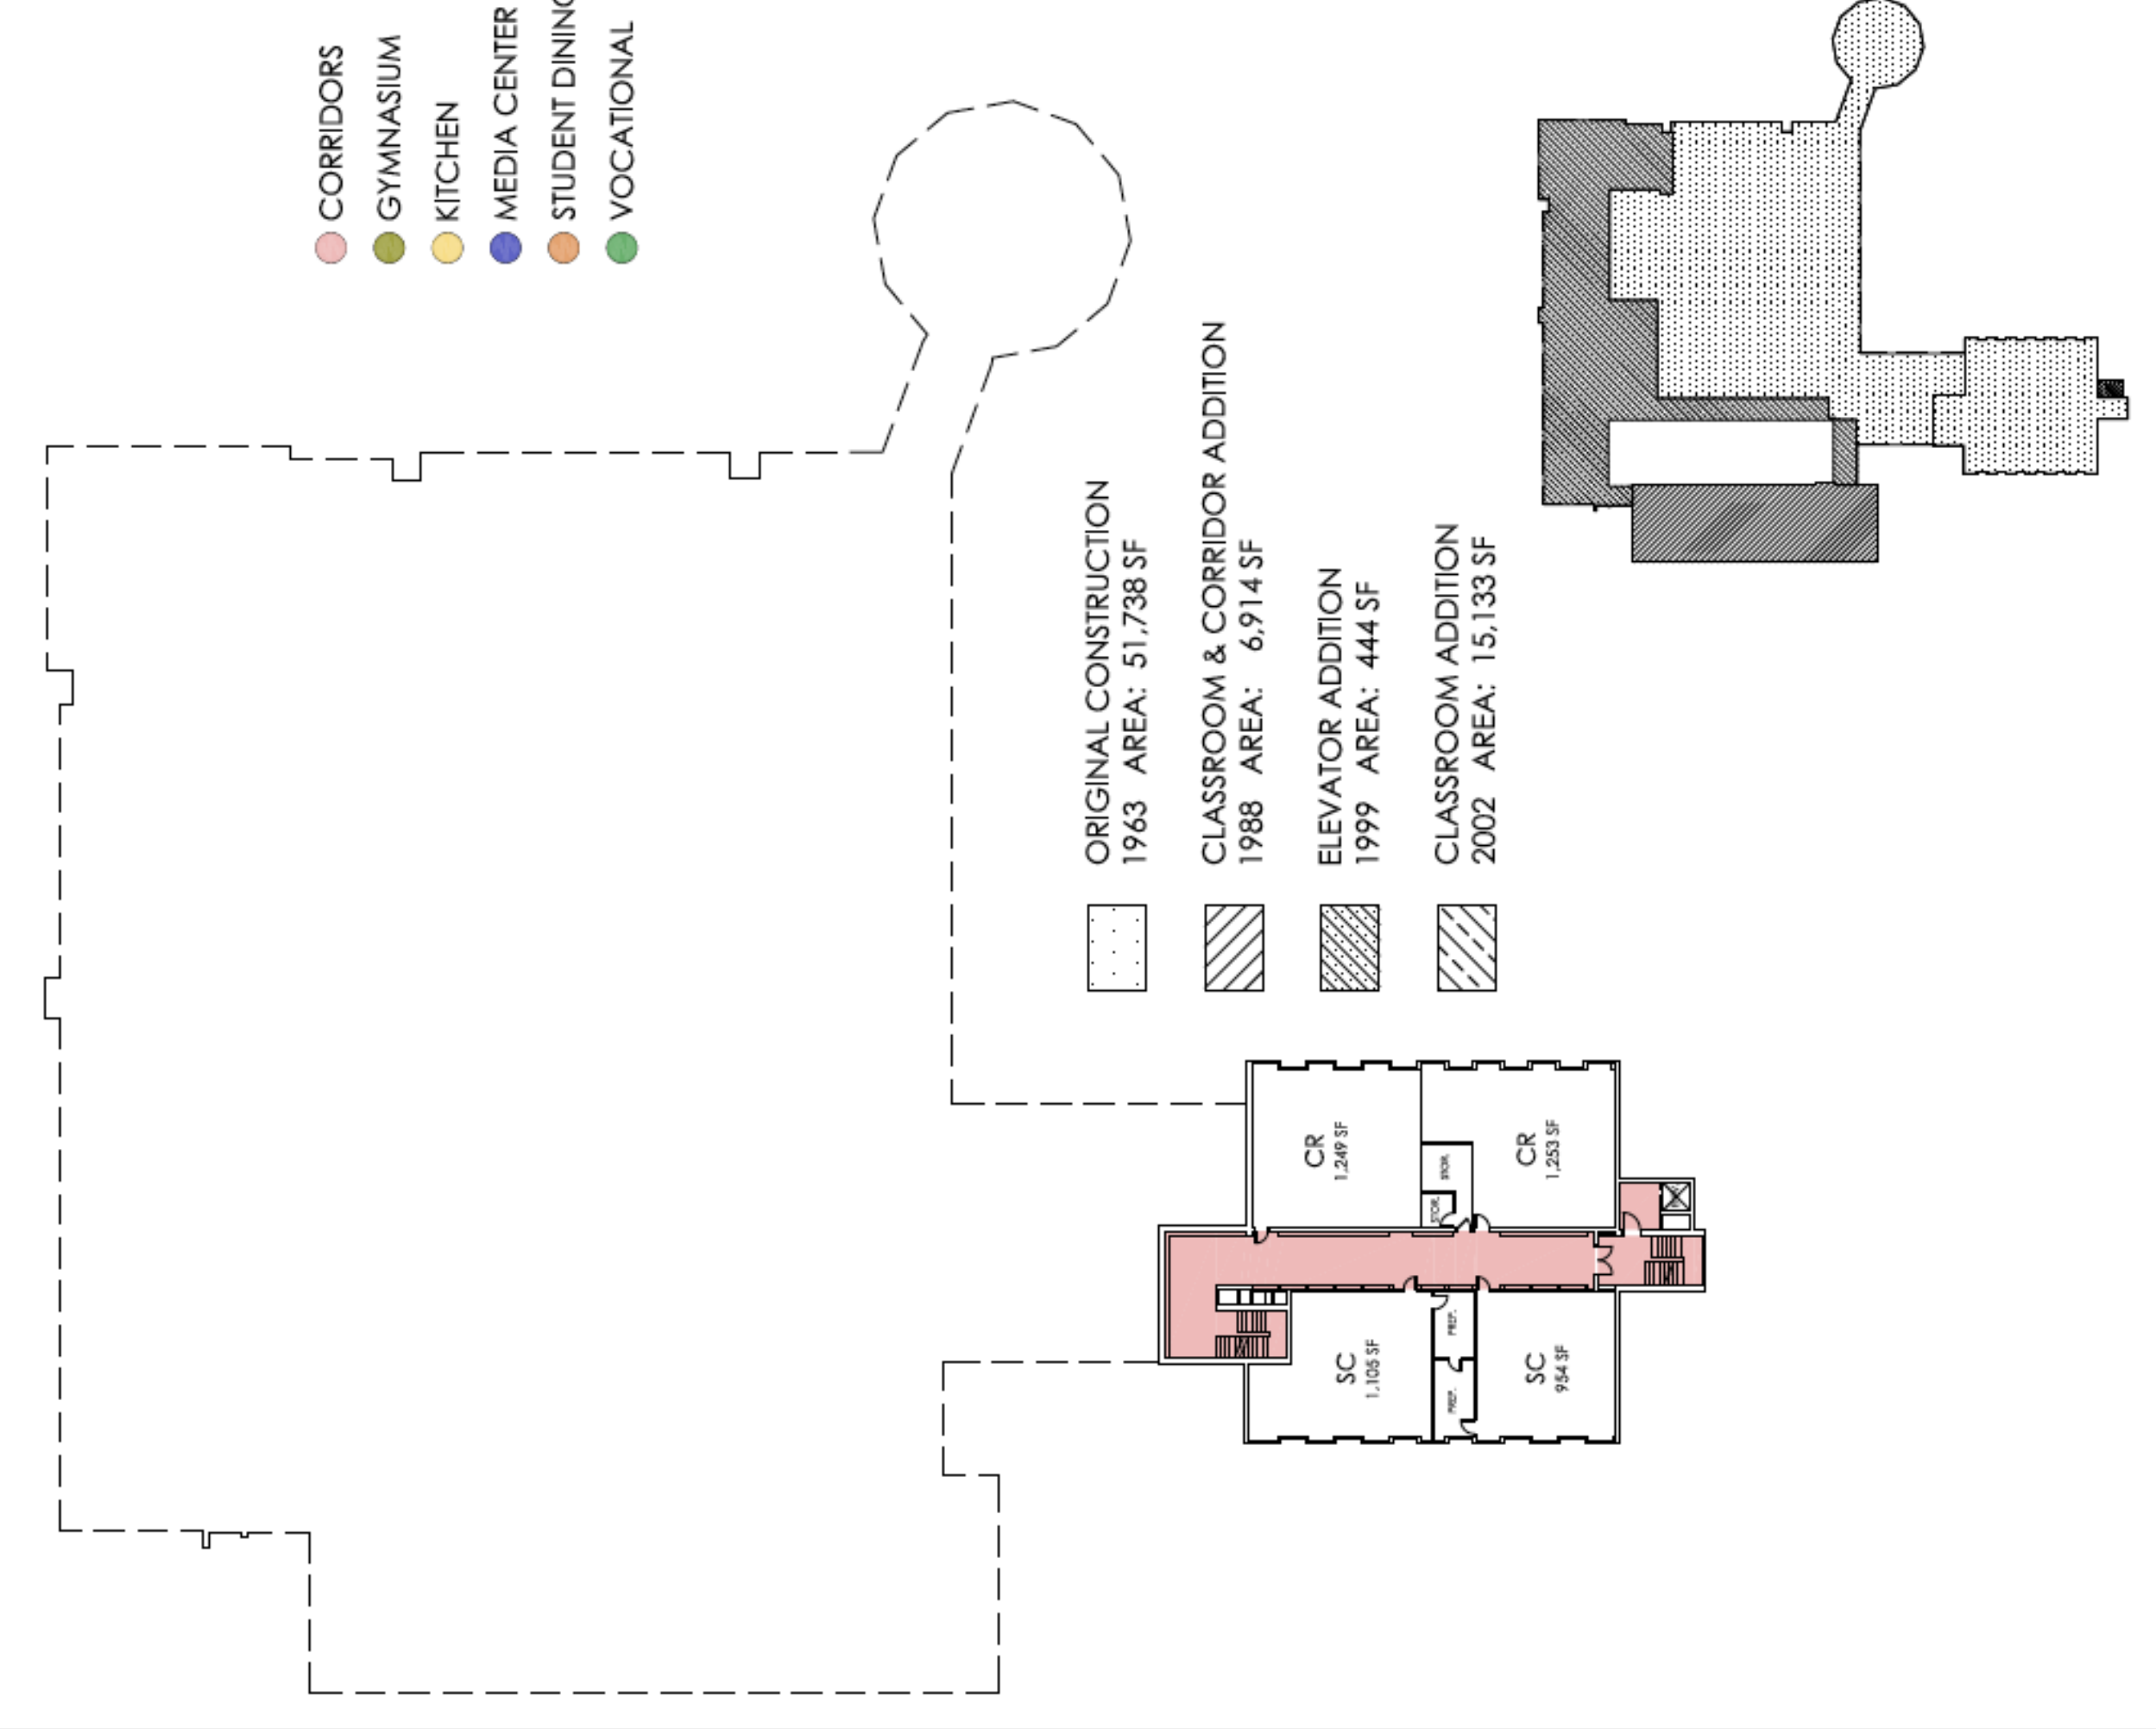 CORRIDORS
GYMNASIUM
KITCHEN
MEDIA CENTER
STUDENT DINING
VOCATIONAL
ORIGINAL CONSTRUCTION
1963 AREA: 51,738 SF
CLASSROOM & CORRIDOR ADDITION
1988 AREA: 6,914 SF
ELEVATOR ADDITION
1999 AREA: 444 SF
CLASSROOM ADDITION
2002 AREA: 15,133 SF
CR
1,249 SF
STOR.
STOR.
CR
1,253 SF
SC
1,105 SF
PREP.
PREP.
SC
954 SF